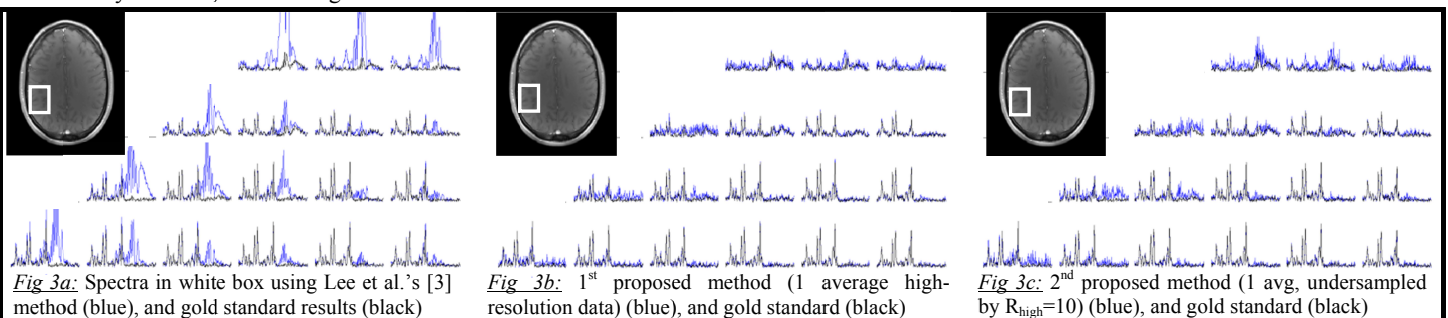 Fig 3a: Spectra in white box using Lee et al.'s [3]
method (blue), and gold standard results (black)
Fig 3b: 1st proposed method (1 average high-
resolution data) (blue), and gold standard (black)
Fig 3c: 2nd proposed method (1 avg, undersampled
by Rhigh=10) (blue), and gold standard (black)